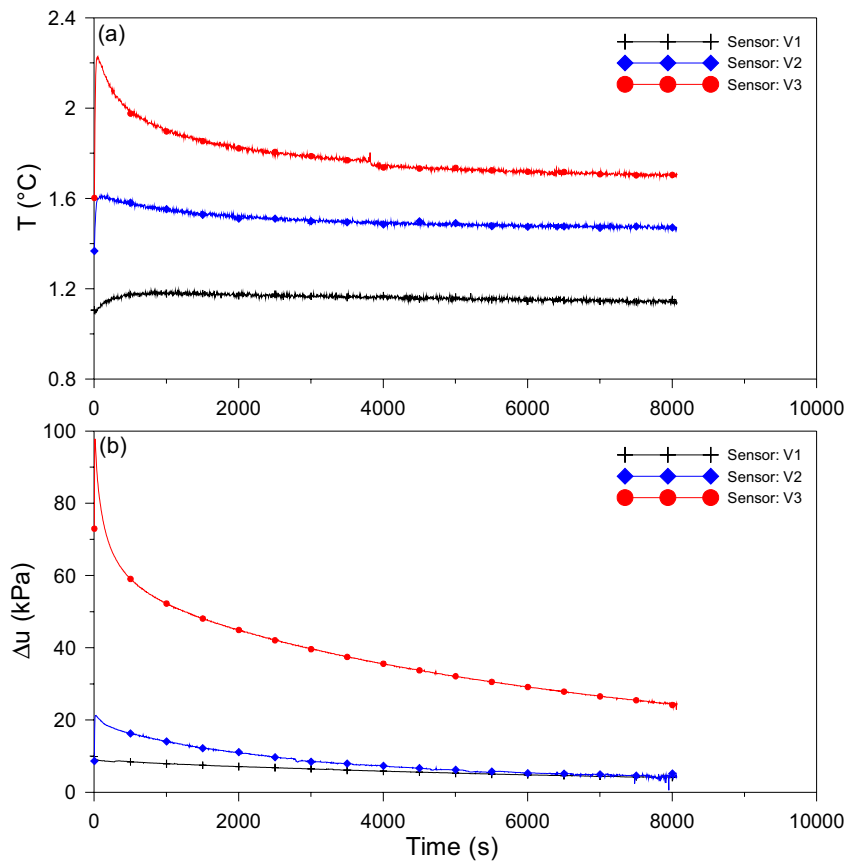 (a)
2.4
2
1.6
1.2
0.8
T (°C)
Sensor: V1
Sensor: V2
Sensor: V3
0 2000 4000 6000 8000 10000
(b)
100
80
60
40
20
0
Δu (kPa)
Sensor: V1
Sensor: V2
Sensor: V3
0 2000 4000 6000 8000 10000
Time (s)